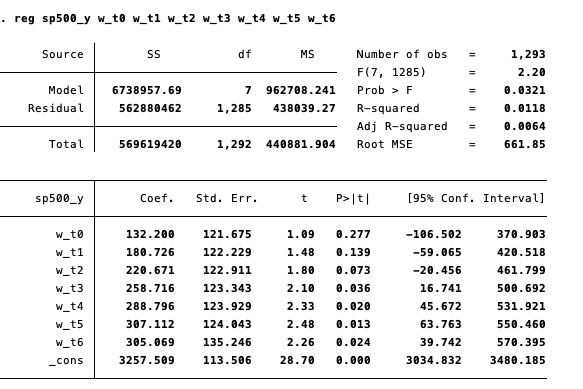 . reg sp500_y w_t0 w_t1 w_t2 w_t3 w_t4 w_t5 w_t6
Source SS df MS Number of obs = 1,293
F(7, 1285) = 2.20
Model 6738957.69 7 962708.241 Prob > F = 0.0321
Residual 562880462 1,285 438039.27 R-squared = 0.0118
Adj R-squared = 0.0064
Total 569619420 1,292 440881.904 Root MSE = 661.85
sp500_y Coef. Std. Err. t P>|t| [95% Conf. Interval]
w_t0 132.200 121.675 1.09 0.277 −106.502 370.903
w_t1 180.726 122.229 1.48 0.139 −59.065 420.518
w_t2 220.671 122.911 1.80 0.073 −20.456 461.799
w_t3 258.716 123.343 2.10 0.036 16.741 500.692
w_t4 288.796 123.929 2.33 0.020 45.672 531.921
w_t5 307.112 124.043 2.48 0.013 63.763 550.460
w_t6 305.069 135.246 2.26 0.024 39.742 570.395
_cons 3257.509 113.506 28.70 0.000 3034.832 3480.185